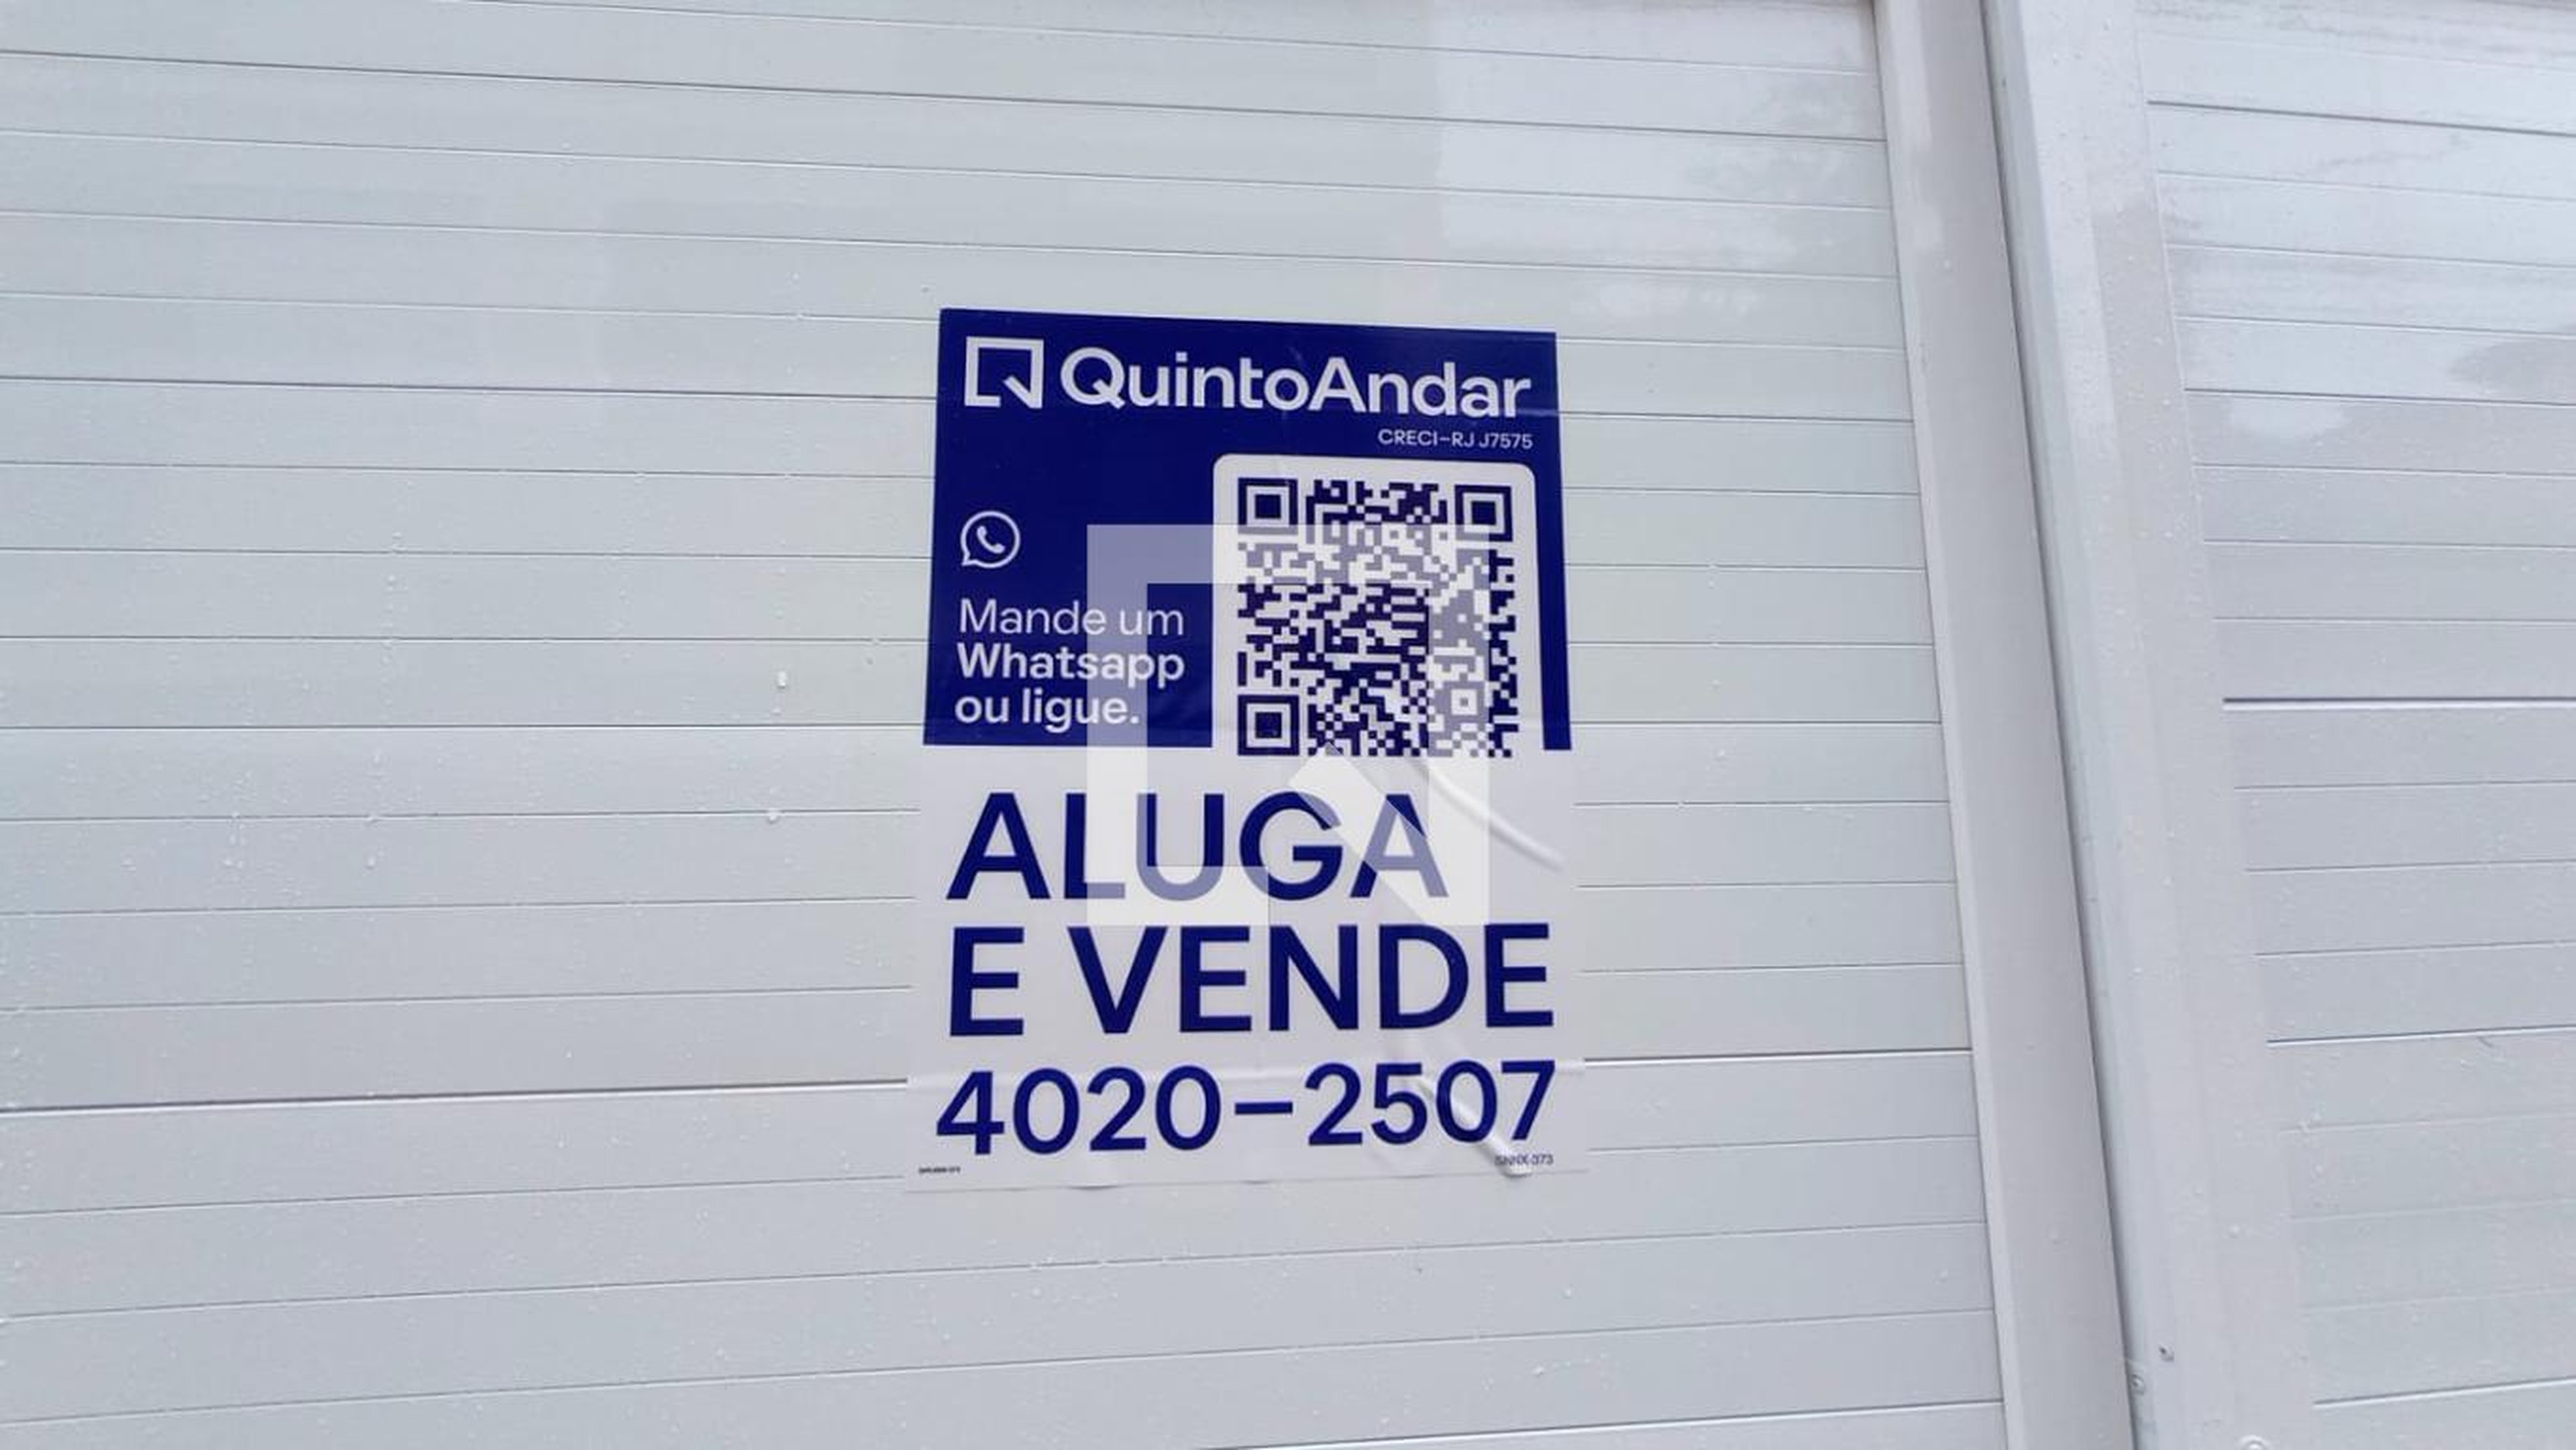 QuintoAndar
CRECI-RJ J7575
Mande um
Whatsapp
ou ligue.
ALUGA
E VENDE
4020-2507